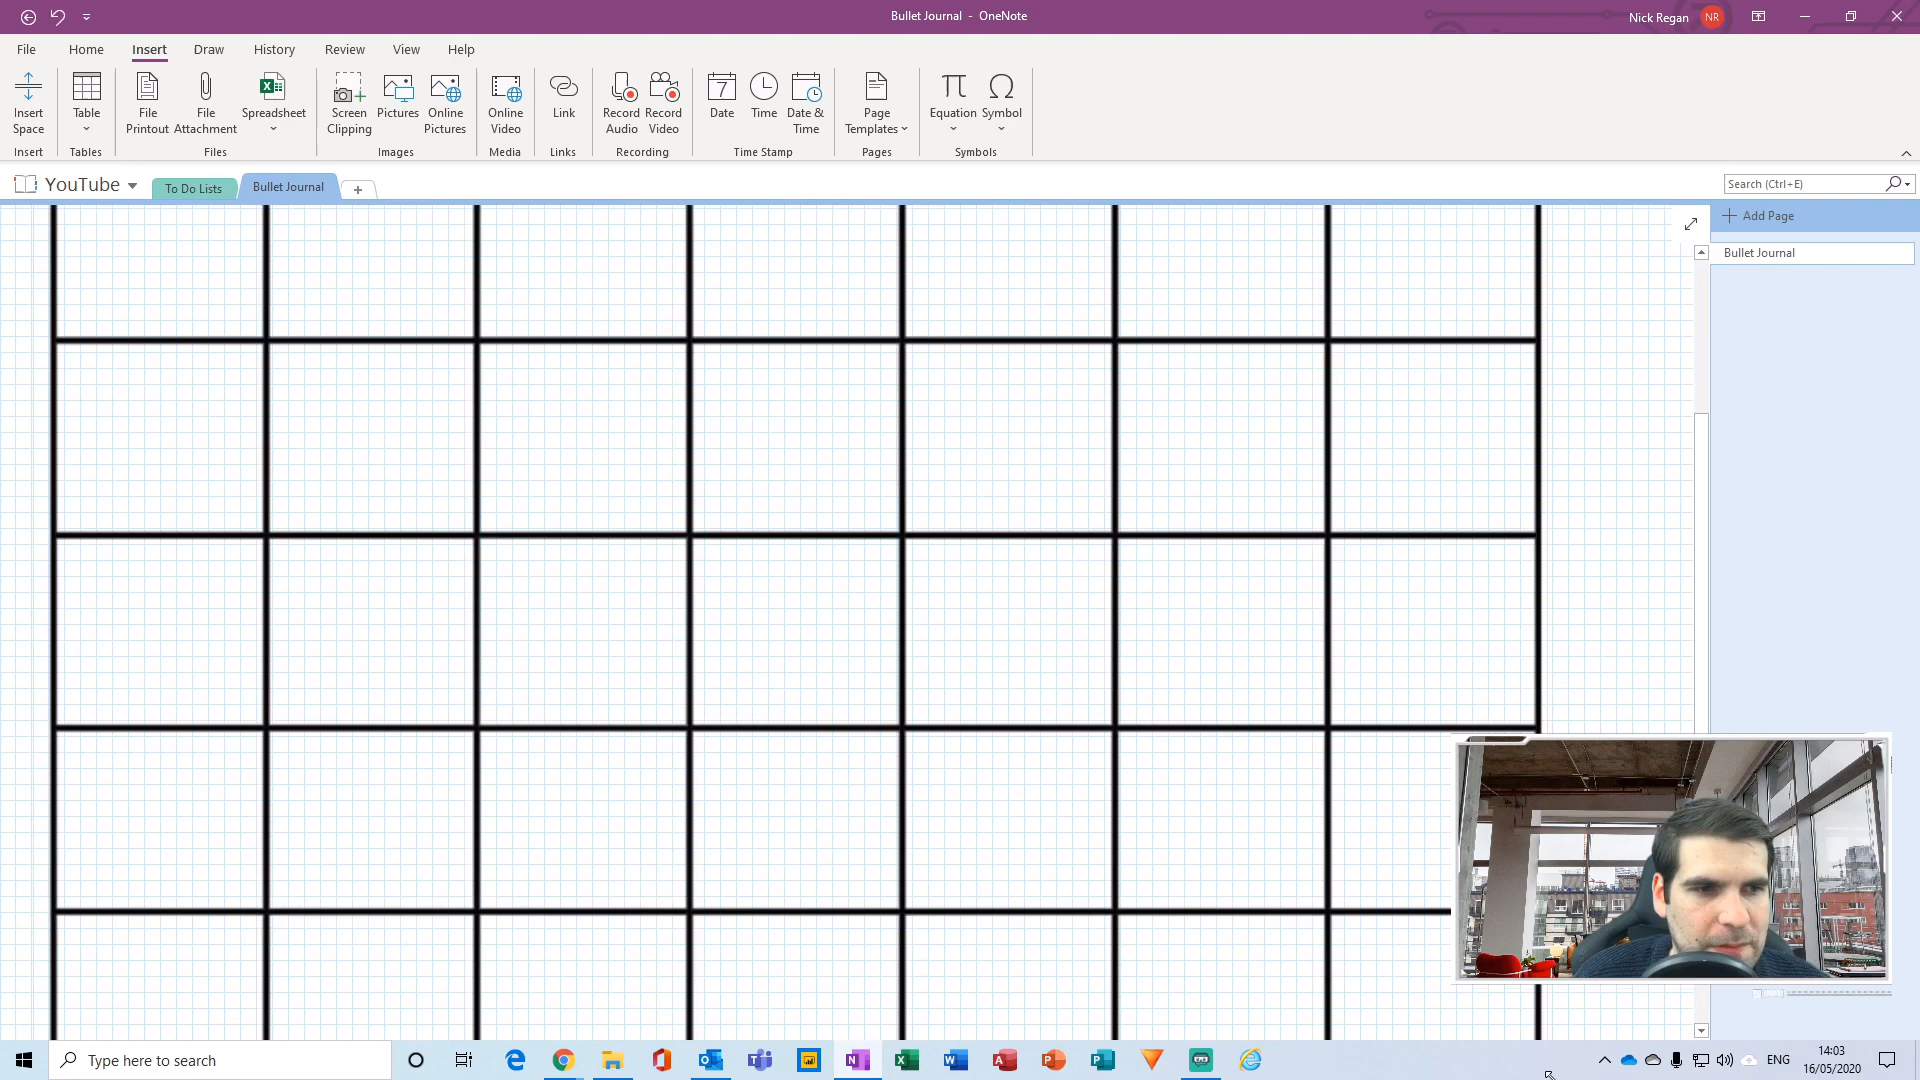 Bullet Journal - OneNote
Nick Regan NR
File Home Insert Draw History Review View Help
7
Insert Space
Table
File Printout
File Attachment
Spreadsheet
Screen Clipping
Pictures
Online Pictures
Online Video
Link
Record Audio
Record Video
Date
Time
Date & Time
Page Templates
Equation
Symbol
Insert Tables Files Images Media Links Recording Time Stamp Pages Symbols
YouTube To Do Lists Bullet Journal
Search (Ctrl+E)
Add Page
Bullet Journal
Type here to search
ENG
14:03
16/05/2020